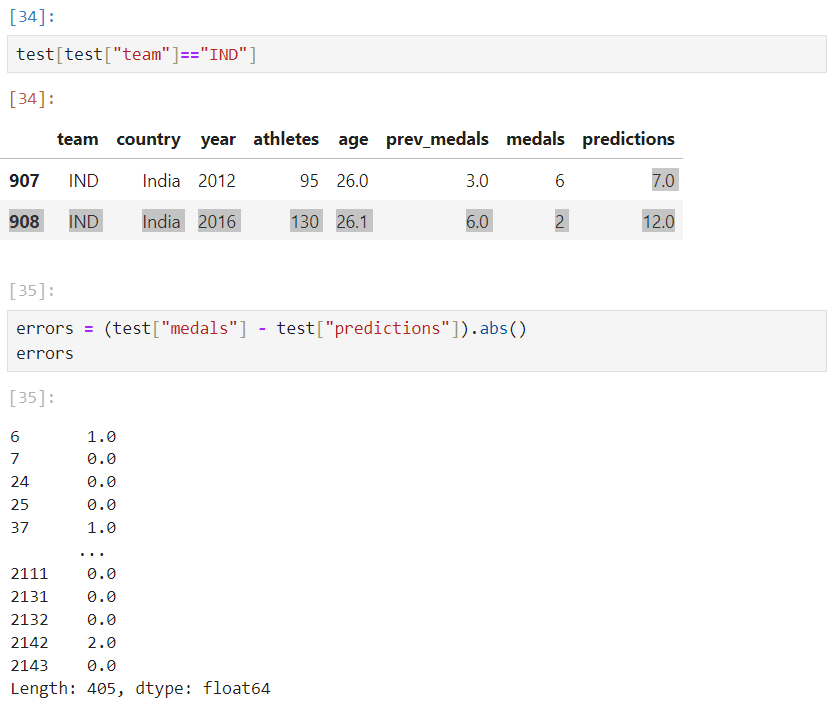 [34]:
test[test["team"]=="IND"]
[34]:
team country year athletes age prev_medals medals predictions
907 IND India 2012 95 26.0 3.0 6 7.0
908 IND India 2016 130 26.1 6.0 2 12.0
[35]:
errors = (test["medals"] - test["predictions"]).abs()
errors
[35]:
6 1.0
7 0.0
24 0.0
25 0.0
37 1.0
...
2111 0.0
2131 0.0
2132 0.0
2142 2.0
2143 0.0
Length: 405, dtype: float64